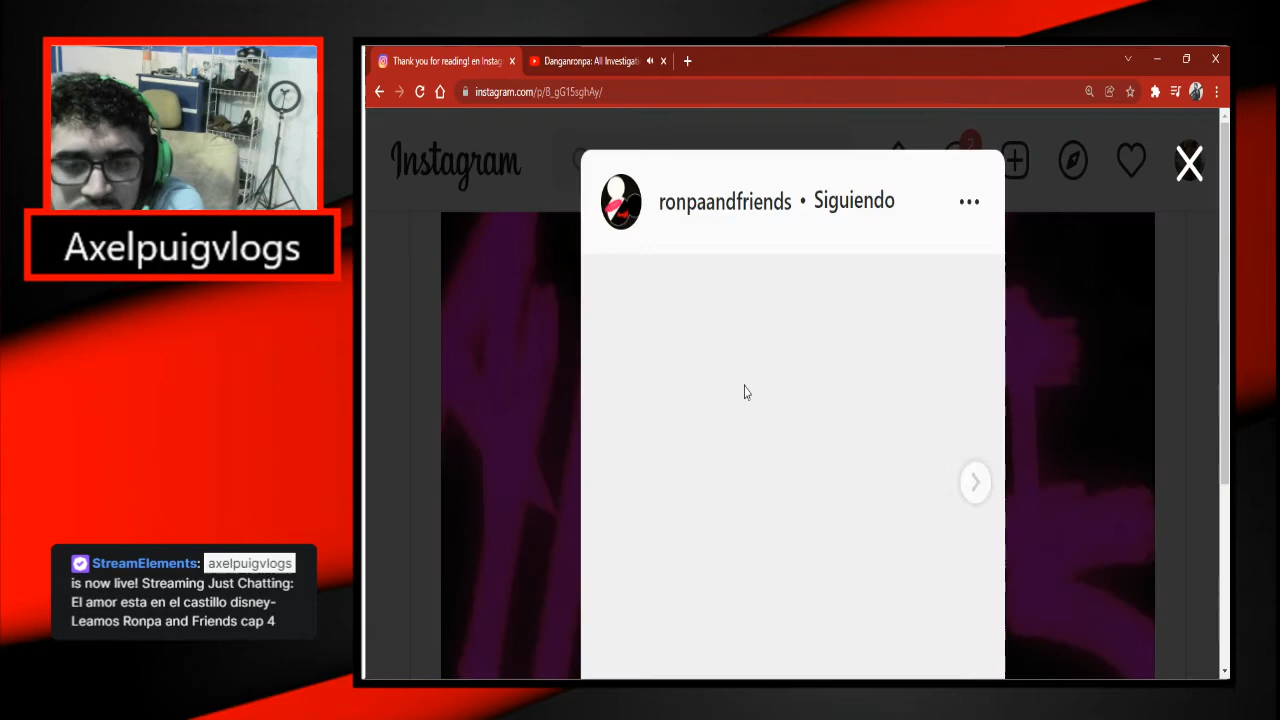 Thank you for reading! en Instag
Danganronpa: All Investigati
instagram.com/p/B_gG15sghAy/
Instagram
2
ronpaandfriends • Siguiendo
Axelpuigvlogs
StreamElements: axelpuigvlogs
is now live! Streaming Just Chatting:
El amor esta en el castillo disney-
Leamos Ronpa and Friends cap 4